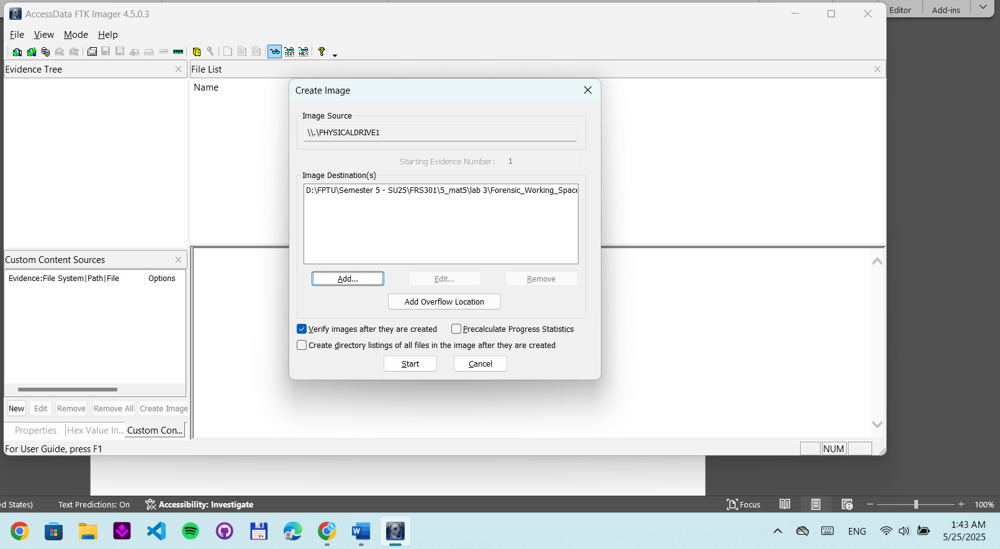 AccessData FTK Imager 4.5.0.3
Editor
Add-ins
File View Mode Help
TEXT HEX
Evidence Tree
File List
Name
Create Image
Image Source
\\.\PHYSICALDRIVE1
Starting Evidence Number: 1
Image Destination(s)
D:\FPTU\Semester 5 - SU25\FRS301\5_mat5\lab 3\Forensic_Working_Space
Add... Edit... Remove
Add Overflow Location
Verify images after they are created
Precalculate Progress Statistics
Create directory listings of all files in the image after they are created
Start Cancel
Custom Content Sources
Evidence:File System|Path|File Options
New Edit Remove Remove All Create Image
Properties Hex Value In... Custom Con...
For User Guide, press F1
NUM
ed States) Text Predictions: On Accessibility: Investigate
Focus
100%
64
ENG
1:43 AM
5/25/2025